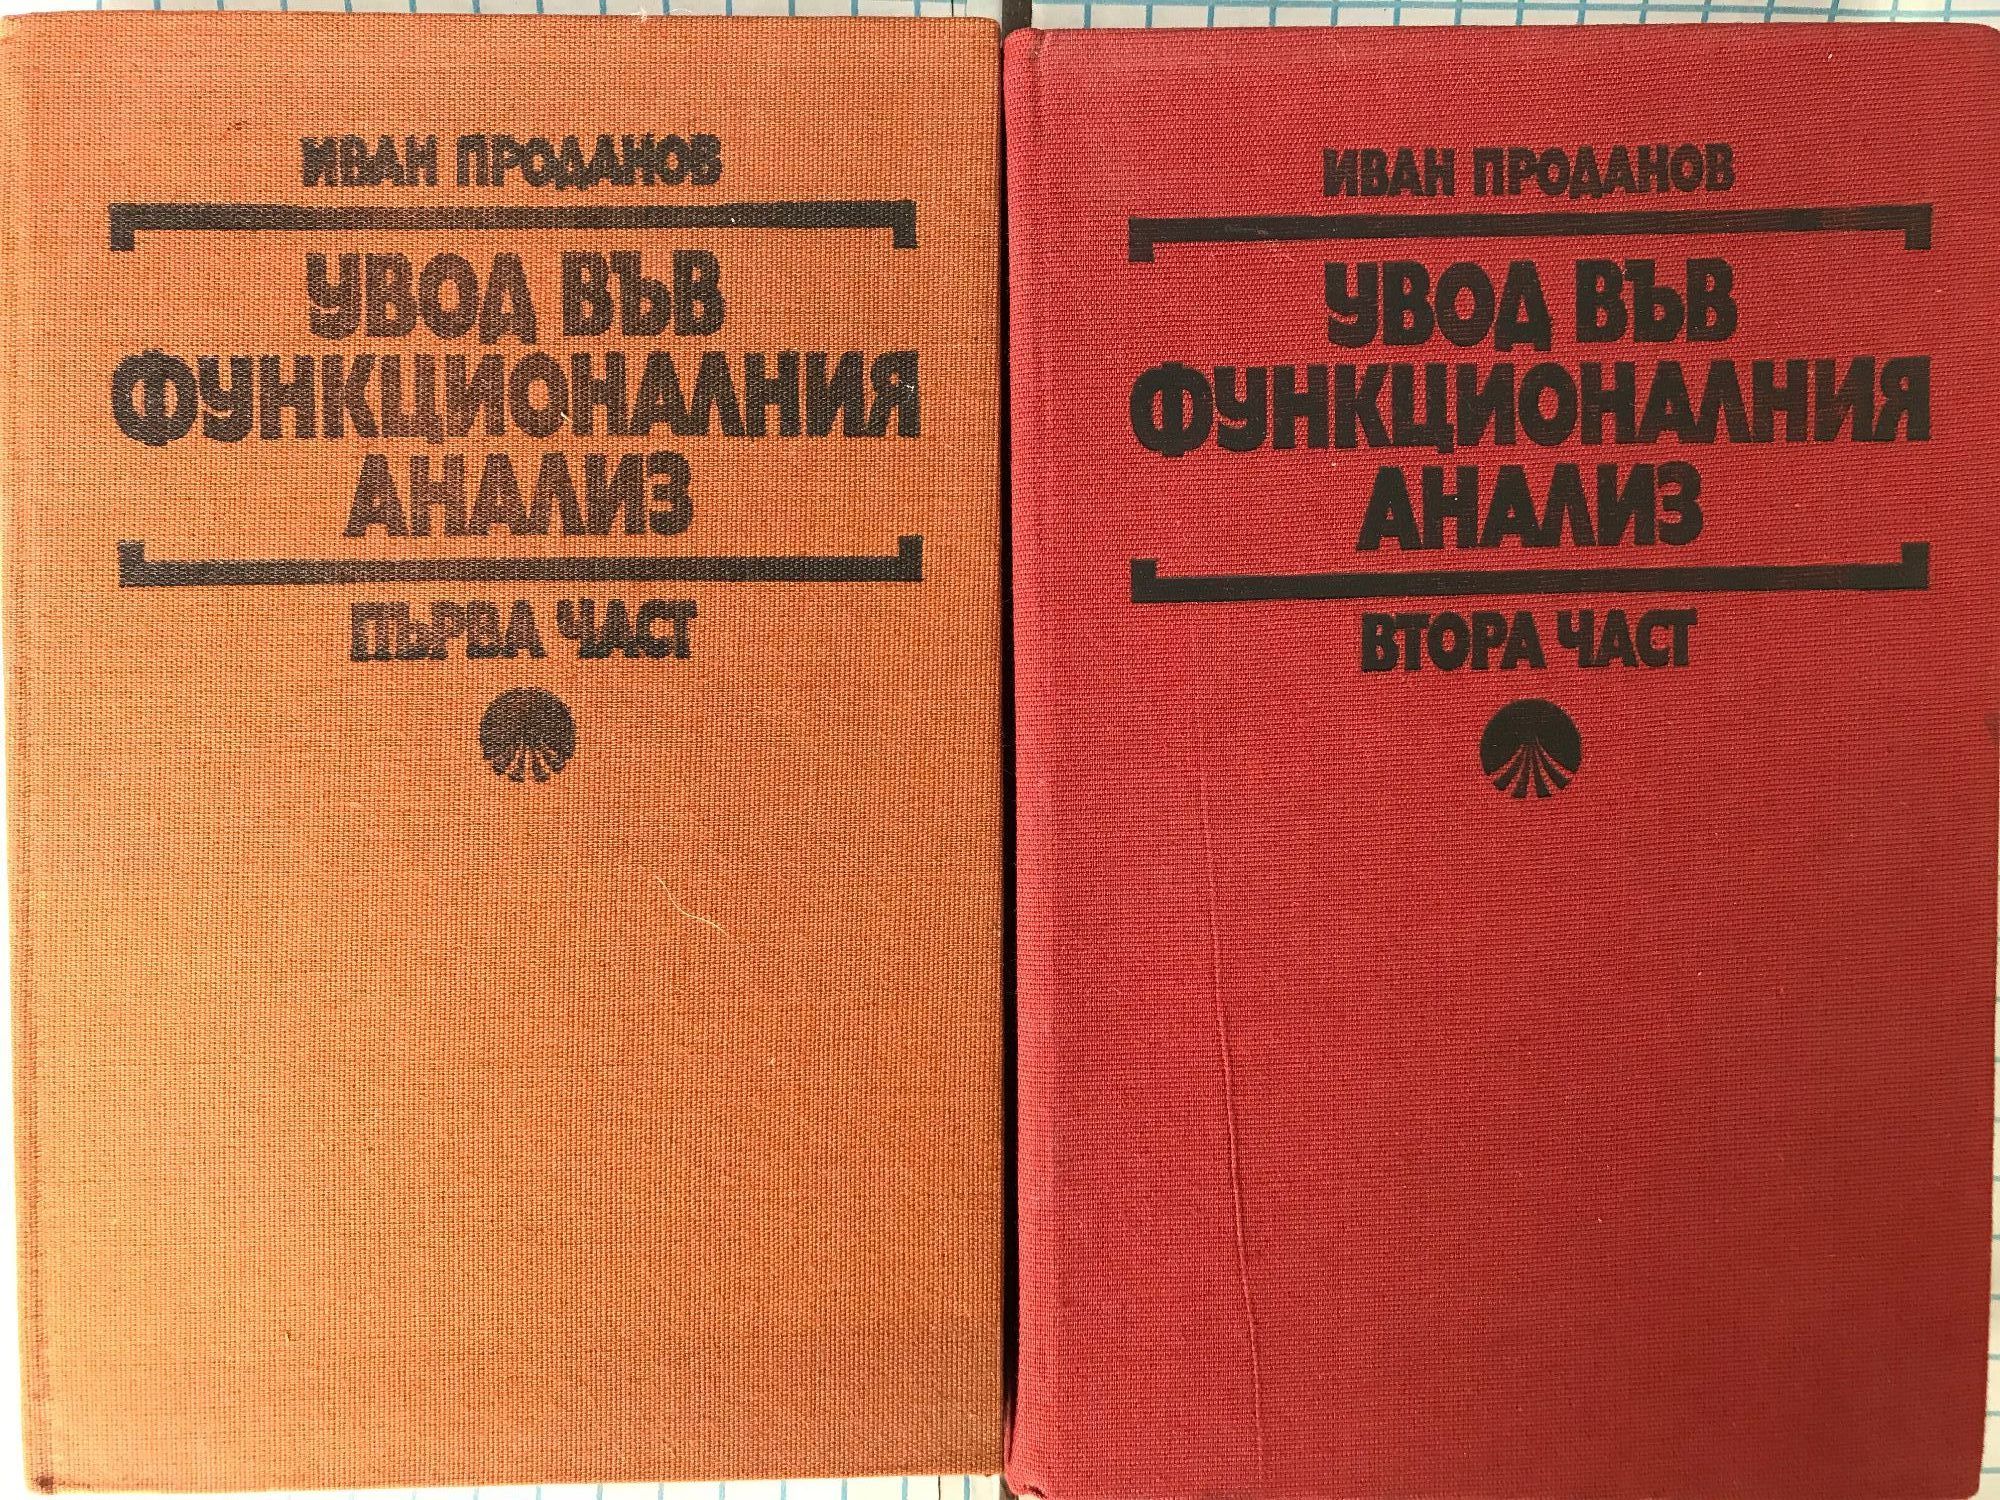 ИВАН ПРОДАНОВ
УВОД ВЪВ
ФУНКЦИОНАЛНИЯ
АНАЛИЗ
ПЪРВА ЧАСТ
ИВАН ПРОДАНОВ
УВОД ВЪВ
ФУНКЦИОНАЛНИЯ
АНАЛИЗ
ВТОРА ЧАСТ